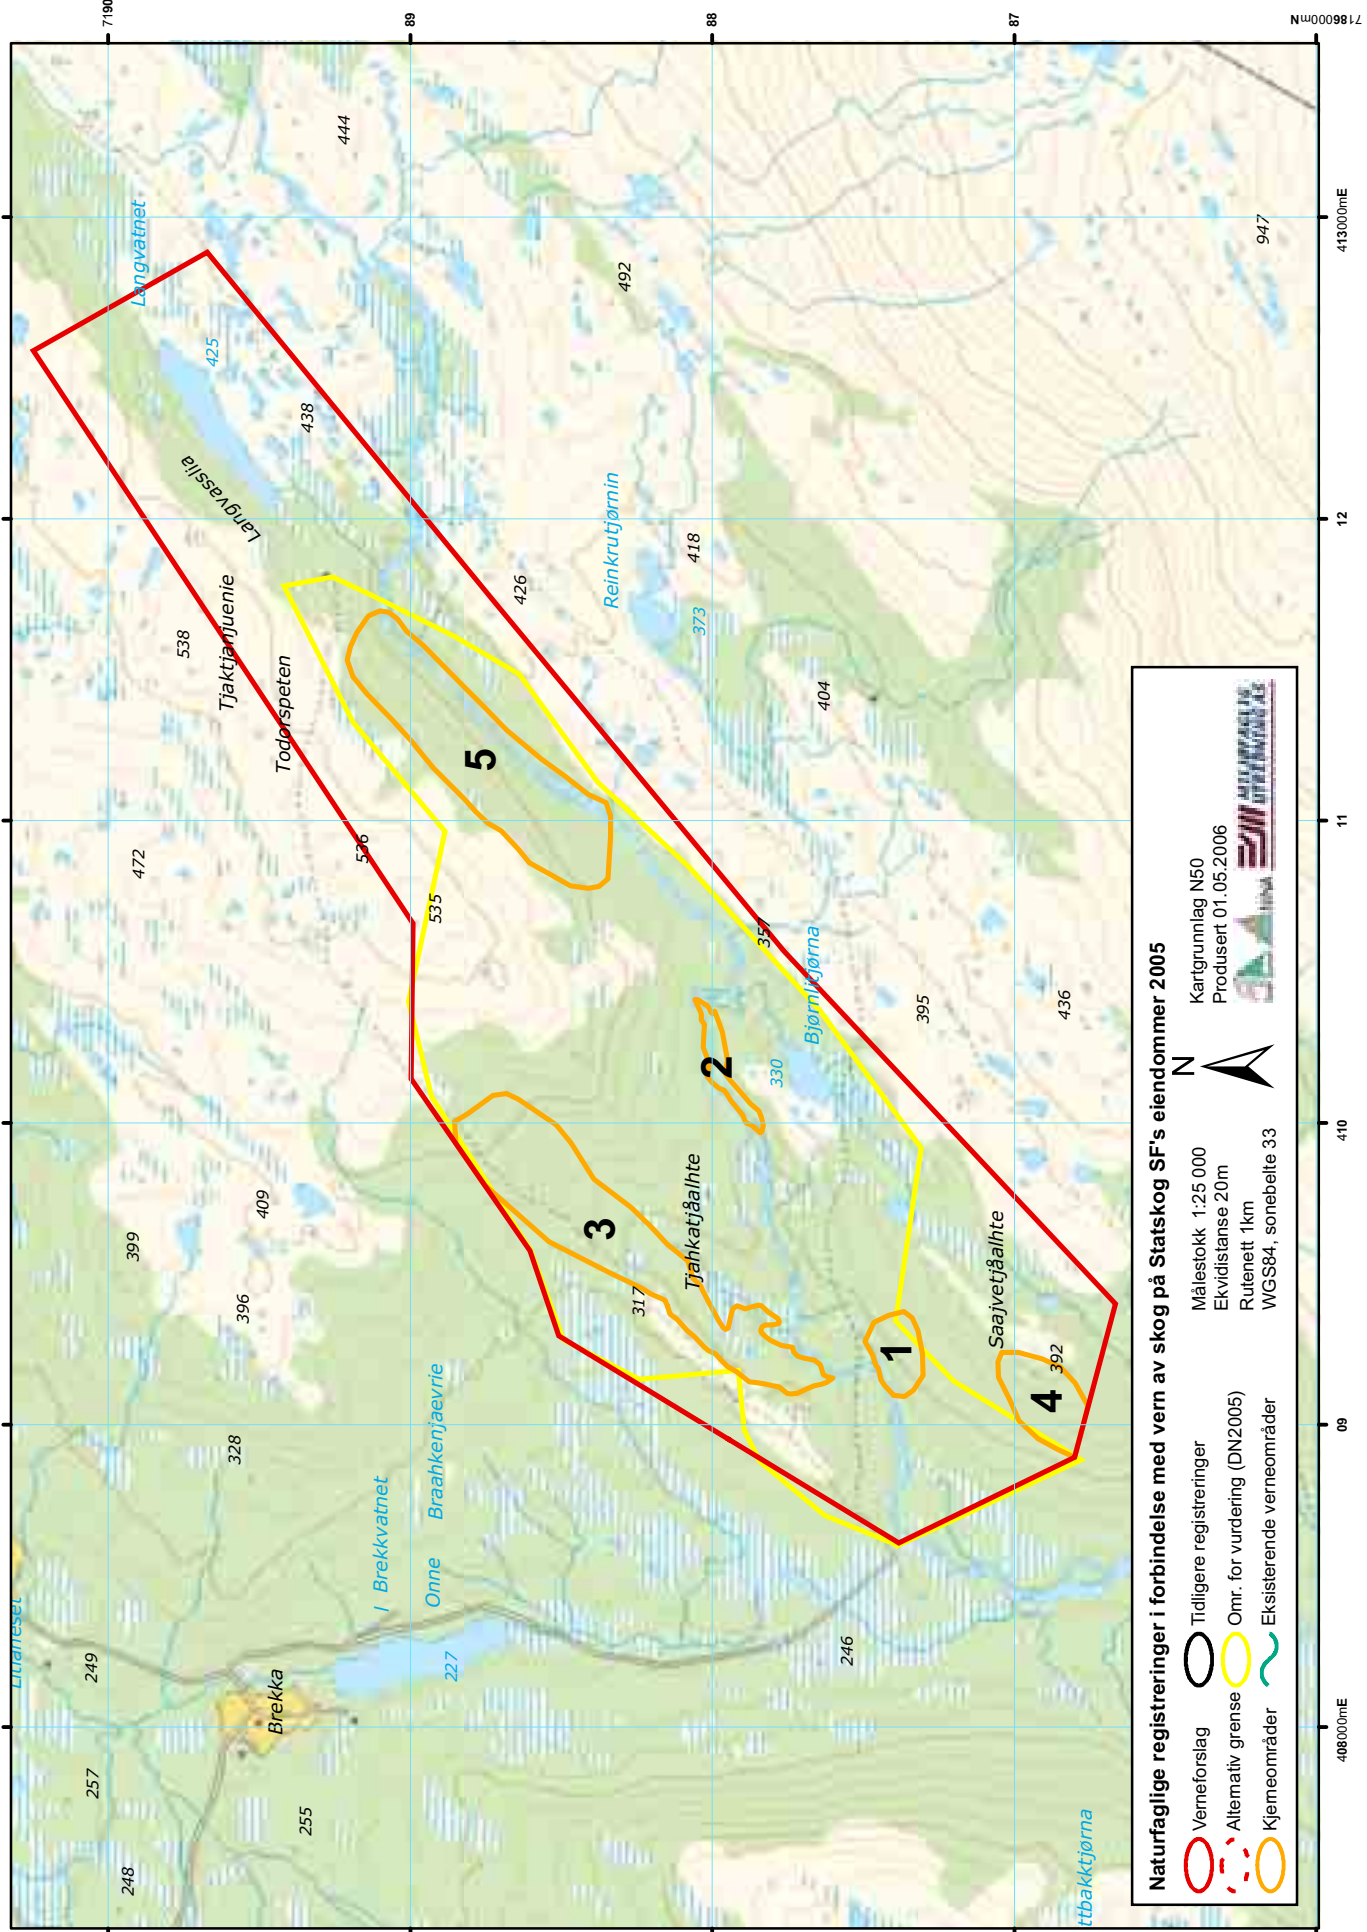 7190
89
88
87
7186000mN
413000mE
12
11
410
09
408000mE
444
947
492
Langvatnet
425
438
Langvasslia
Reinkrutjørnin
418
426
373
404
538
Tjaktjanjuenie
Todorspeten
536
472
535
5
357
Bjørnlitjørna
395
436
2
330
3
Tjahkatjåalhte
317
409
399
396
Saajvetjåalhte
1
392
4
328
Onne Braahkenjaevrie
I Brekkvatnet
227
246
249
Brekka
257
255
248
ttbakktjørna
Naturfaglige registreringer i forbindelse med vern av skog på Statskog SF's eiendommer 2005
Verneforslag
Tidligere registreringer
Alternativ grense
Omr. for vurdering (DN2005)
Kjerneområder
Eksisterende verneområder
Målestokk 1:25 000
Ekvidistanse 20m
Rutenett 1km
WGS84, sonebelte 33
N
Kartgrunnlag N50
Produsert 01.05.2006